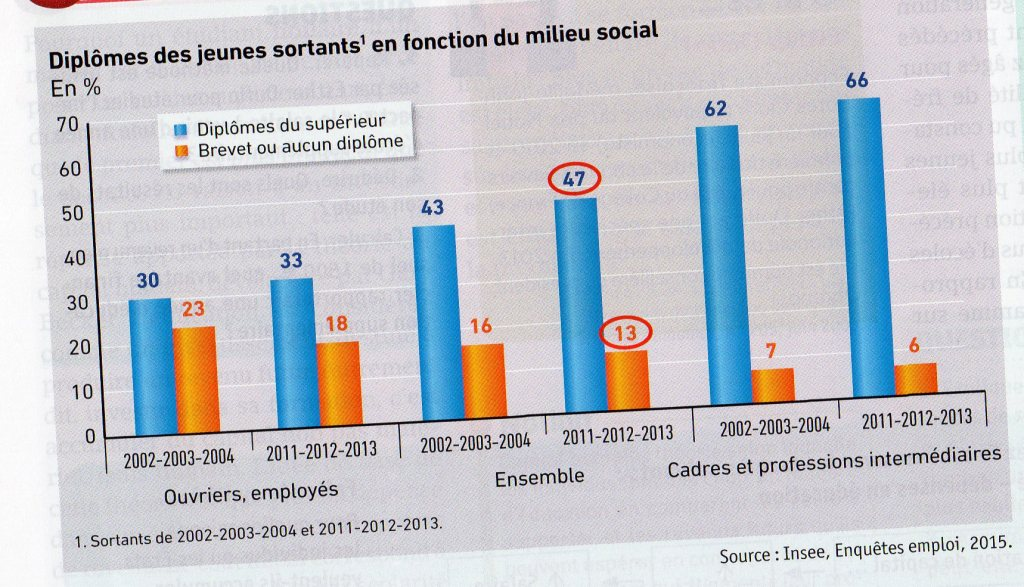 Diplômes des jeunes sortants¹ en fonction du milieu social
En %
70
60
50
40
30
20
10
0
Diplômes du supérieur
Brevet ou aucun diplôme
30
23
33
18
43
16
47
13
62
7
66
6
2002-2003-2004
2011-2012-2013
2002-2003-2004
2011-2012-2013
2002-2003-2004
2011-2012-2013
Ouvriers, employés
Ensemble
Cadres et professions intermédiaires
1. Sortants de 2002-2003-2004 et 2011-2012-2013.
Source : Insee, Enquêtes emploi, 2015.